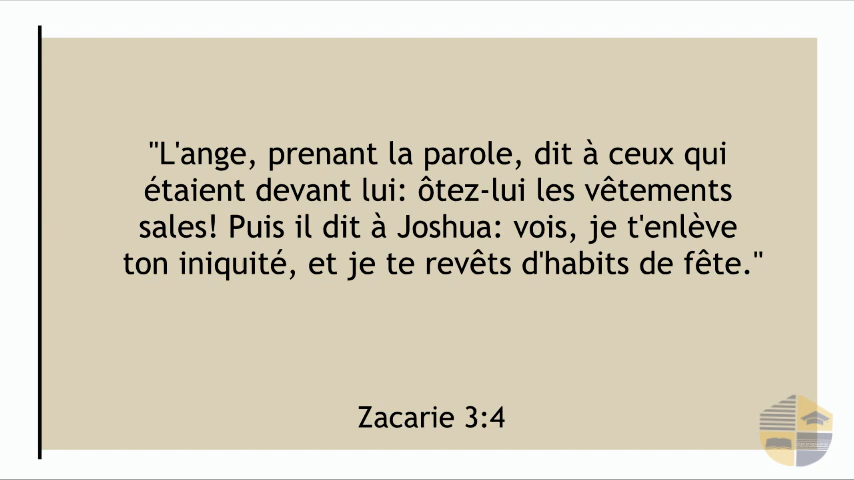 "L'ange, prenant la parole, dit à ceux qui
étaient devant lui: ôtez-lui les vêtements
sales! Puis il dit à Joshua: vois, je t'enlève
ton iniquité, et je te revêts d'habits de fête."
Zacarie 3:4